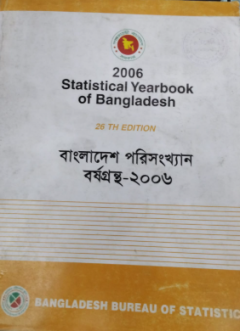 2006
Statistical Yearbook
of Bangladesh
26 TH EDITION
বাংলাদেশ পরিসংখ্যান
বর্ষগ্রন্থ-২০০৬
BANGLADESH BUREAU OF STATISTIC